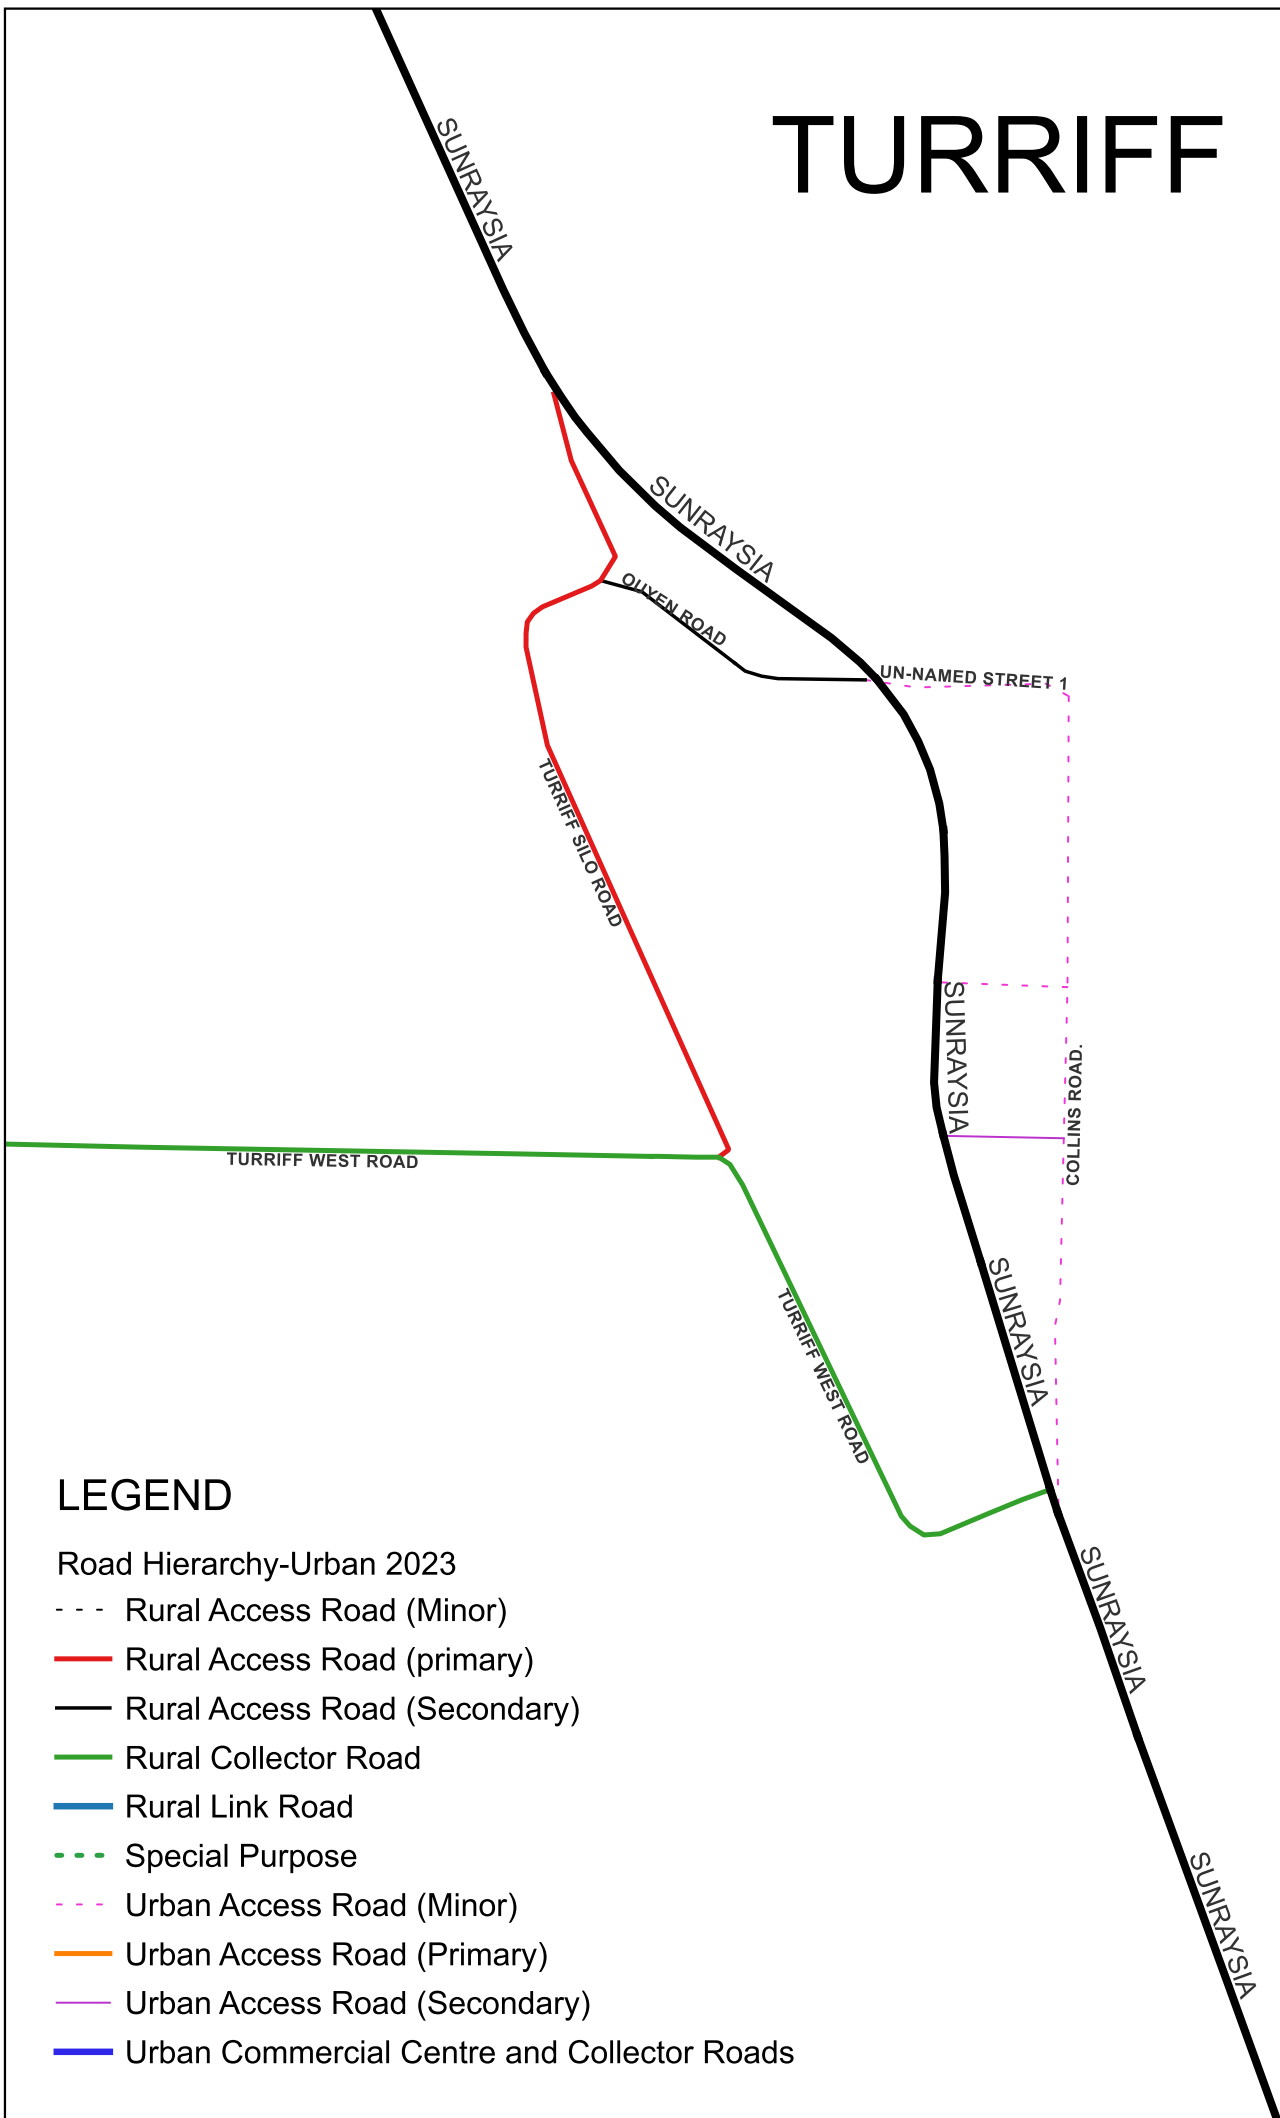 SUNRAYSIA
TURRIFF
SUNRAYSIA
OUYEN ROAD
UN-NAMED STREET 1
TURRIFF SILO ROAD
SUNRAYSIA
COLLINS ROAD.
TURRIFF WEST ROAD
SUNRAYSIA
TURRIFF WEST ROAD
SUNRAYSIA
SUNRAYSIA
LEGEND
Road Hierarchy-Urban 2023
Rural Access Road (Minor)
Rural Access Road (primary)
Rural Access Road (Secondary)
Rural Collector Road
Rural Link Road
Special Purpose
Urban Access Road (Minor)
Urban Access Road (Primary)
Urban Access Road (Secondary)
Urban Commercial Centre and Collector Roads